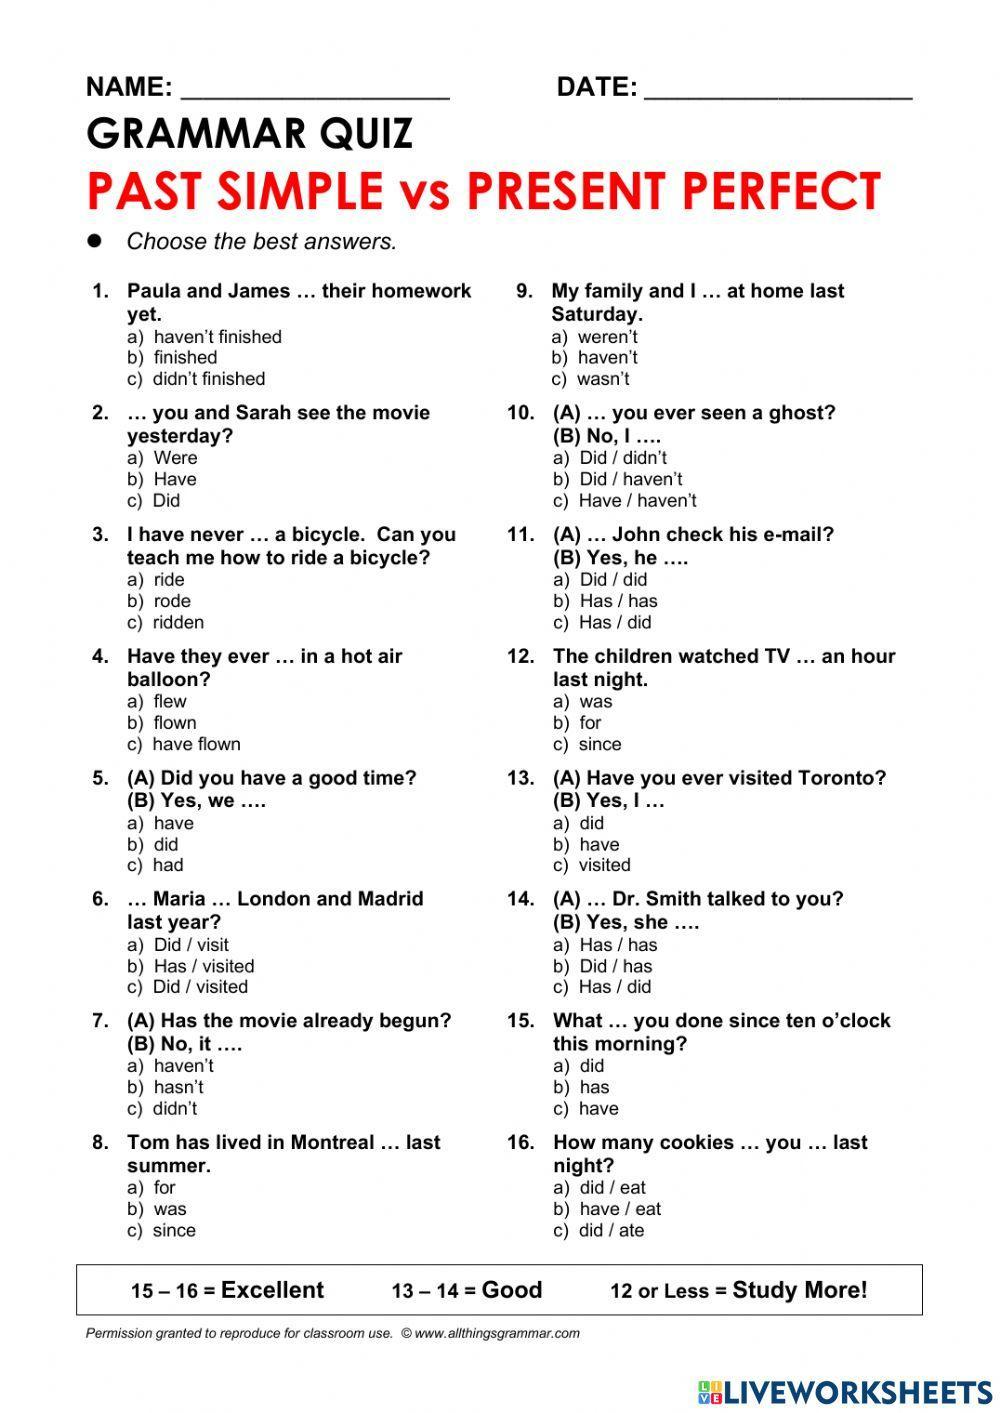 NAME: ____________________ DATE: ____________________
GRAMMAR QUIZ
PAST SIMPLE vs PRESENT PERFECT
● Choose the best answers.
1. Paula and James … their homework
yet.
a) haven’t finished
b) finished
c) didn’t finished
2. … you and Sarah see the movie
yesterday?
a) Were
b) Have
c) Did
3. I have never … a bicycle. Can you
teach me how to ride a bicycle?
a) ride
b) rode
c) ridden
4. Have they ever … in a hot air
balloon?
a) flew
b) flown
c) have flown
5. (A) Did you have a good time?
(B) Yes, we ….
a) have
b) did
c) had
6. … Maria … London and Madrid
last year?
a) Did / visit
b) Has / visited
c) Did / visited
7. (A) Has the movie already begun?
(B) No, it ….
a) haven’t
b) hasn’t
c) didn’t
8. Tom has lived in Montreal … last
summer.
a) for
b) was
c) since
9. My family and I … at home last
Saturday.
a) weren’t
b) haven’t
c) wasn’t
10. (A) … you ever seen a ghost?
(B) No, I ….
a) Did / didn’t
b) Did / haven’t
c) Have / haven’t
11. (A) … John check his e-mail?
(B) Yes, he ….
a) Did / did
b) Has / has
c) Has / did
12. The children watched TV … an hour
last night.
a) was
b) for
c) since
13. (A) Have you ever visited Toronto?
(B) Yes, I …
a) did
b) have
c) visited
14. (A) … Dr. Smith talked to you?
(B) Yes, she ….
a) Has / has
b) Did / has
c) Has / did
15. What … you done since ten o’clock
this morning?
a) did
b) has
c) have
16. How many cookies … you … last
night?
a) did / eat
b) have / eat
c) did / ate
15 – 16 = Excellent 13 – 14 = Good 12 or Less = Study More!
Permission granted to reproduce for classroom use. © www.allthingsgrammar.com
LIVE LIVEWORKSHEETS